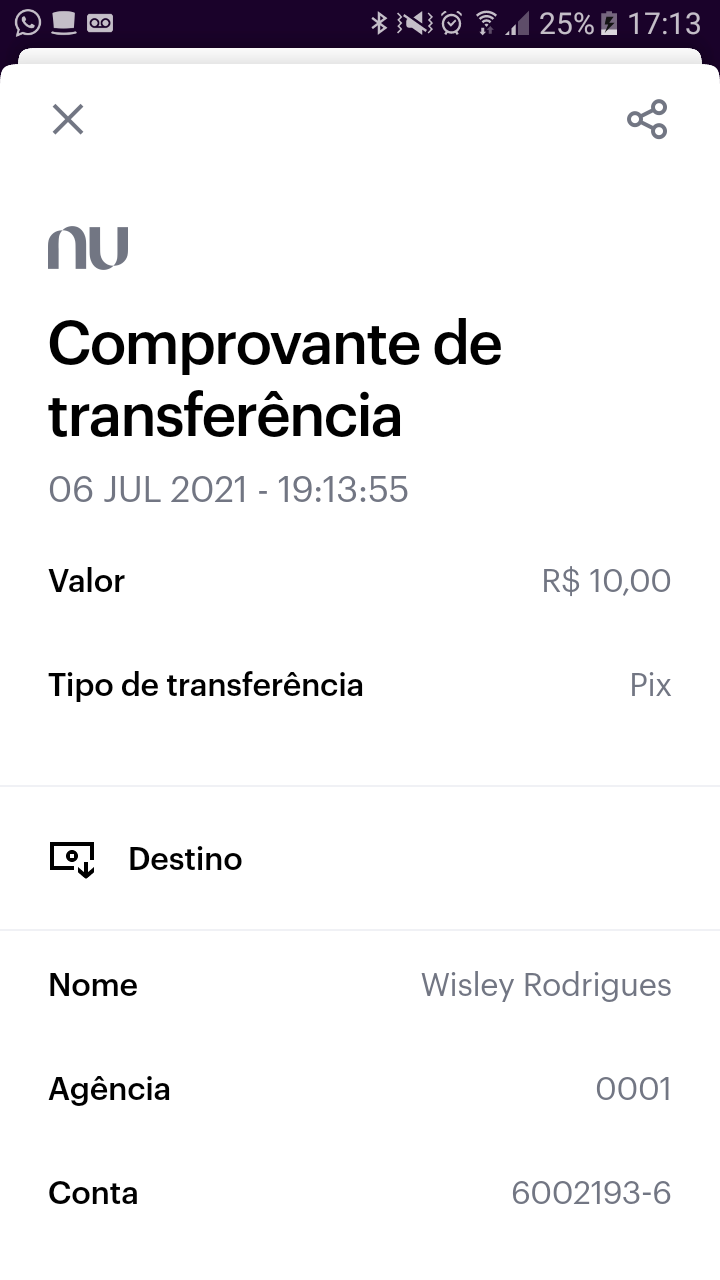 25% 17:13
nu
Comprovante de
transferência
06 JUL 2021 - 19:13:55
Valor R$ 10,00
Tipo de transferência Pix
Destino
Nome Wisley Rodrigues
Agência 0001
Conta 6002193-6